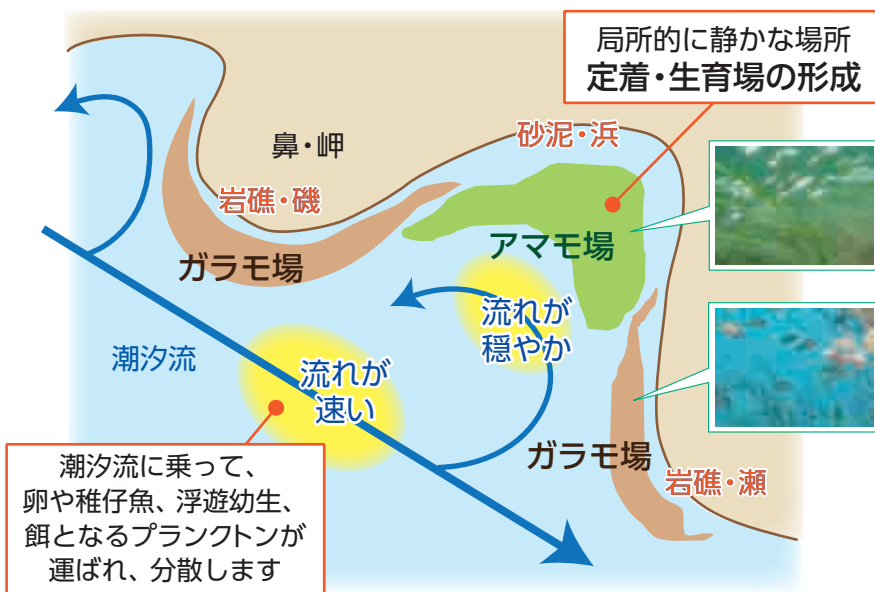 局所的に静かな場所
定着・生育場の形成
砂泥・浜
鼻・岬
岩礁・磯
アマモ場
ガラモ場
流れが
穏やか
潮汐流
流れが
速い
ガラモ場
岩礁・瀬
潮汐流に乗って、
卵や稚仔魚、浮遊幼生、
餌となるプランクトンが
運ばれ、分散します